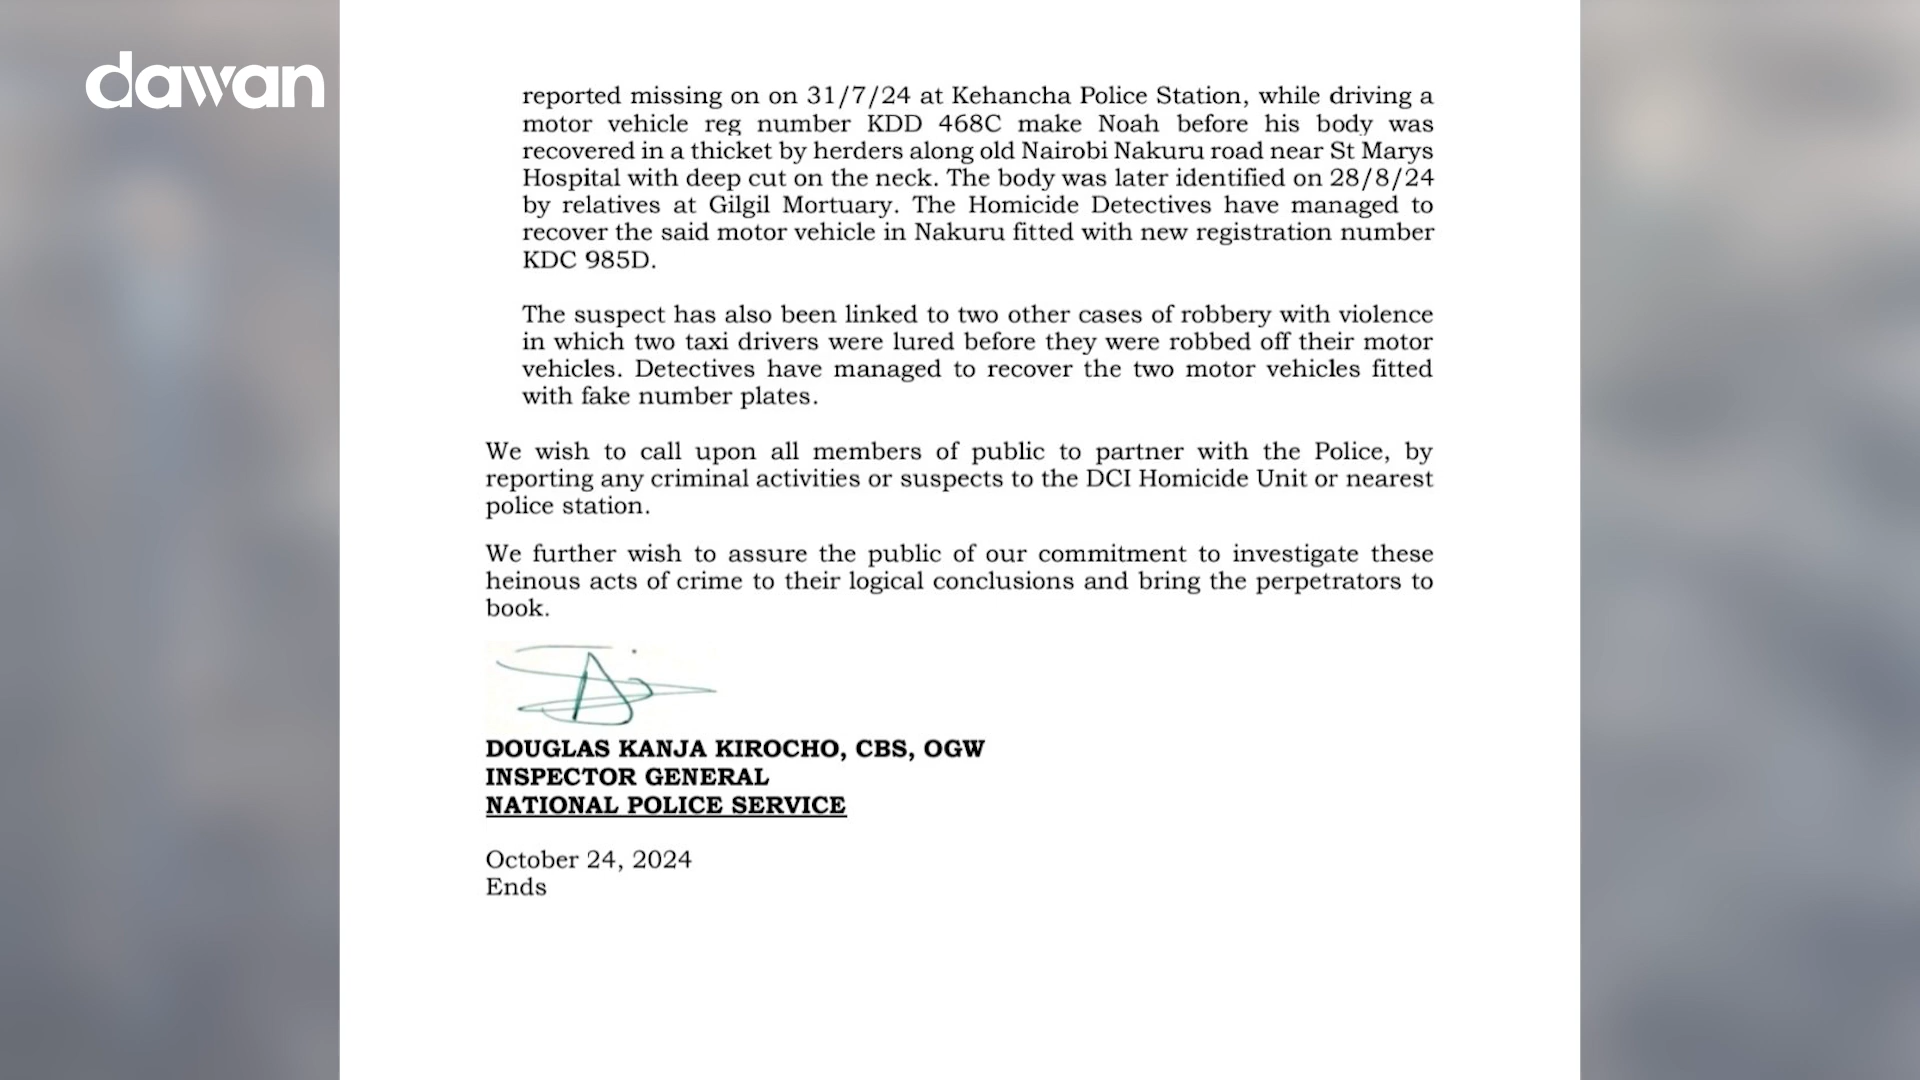 dawan
reported missing on on 31/7/24 at Kehancha Police Station, while driving a
motor vehicle reg number KDD 468C make Noah before his body was
recovered in a thicket by herders along old Nairobi Nakuru road near St Marys
Hospital with deep cut on the neck. The body was later identified on 28/8/24
by relatives at Gilgil Mortuary. The Homicide Detectives have managed to
recover the said motor vehicle in Nakuru fitted with new registration number
KDC 985D.
The suspect has also been linked to two other cases of robbery with violence
in which two taxi drivers were lured before they were robbed off their motor
vehicles. Detectives have managed to recover the two motor vehicles fitted
with fake number plates.
We wish to call upon all members of public to partner with the Police, by
reporting any criminal activities or suspects to the DCI Homicide Unit or nearest
police station.
We further wish to assure the public of our commitment to investigate these
heinous acts of crime to their logical conclusions and bring the perpetrators to
book.
DOUGLAS KANJA KIROCHO, CBS, OGW
INSPECTOR GENERAL
NATIONAL POLICE SERVICE
October 24, 2024
Ends